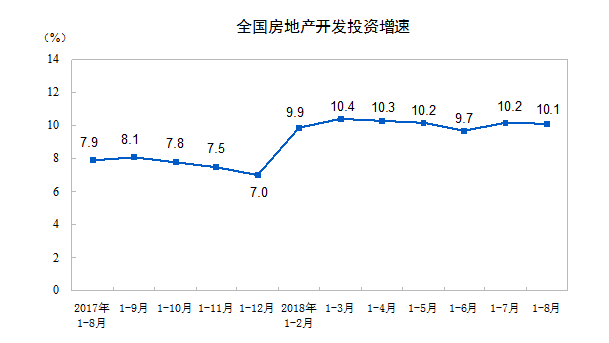 全国房地产开发投资增速
(%)
14
12
10
8
6
4
2
0
7.9
8.1
7.8
7.5
7.0
9.9
10.4
10.3
10.2
9.7
10.2
10.1
2017年
1-8月
1-9月
1-10月
1-11月
1-12月
2018年
1-2月
1-3月
1-4月
1-5月
1-6月
1-7月
1-8月